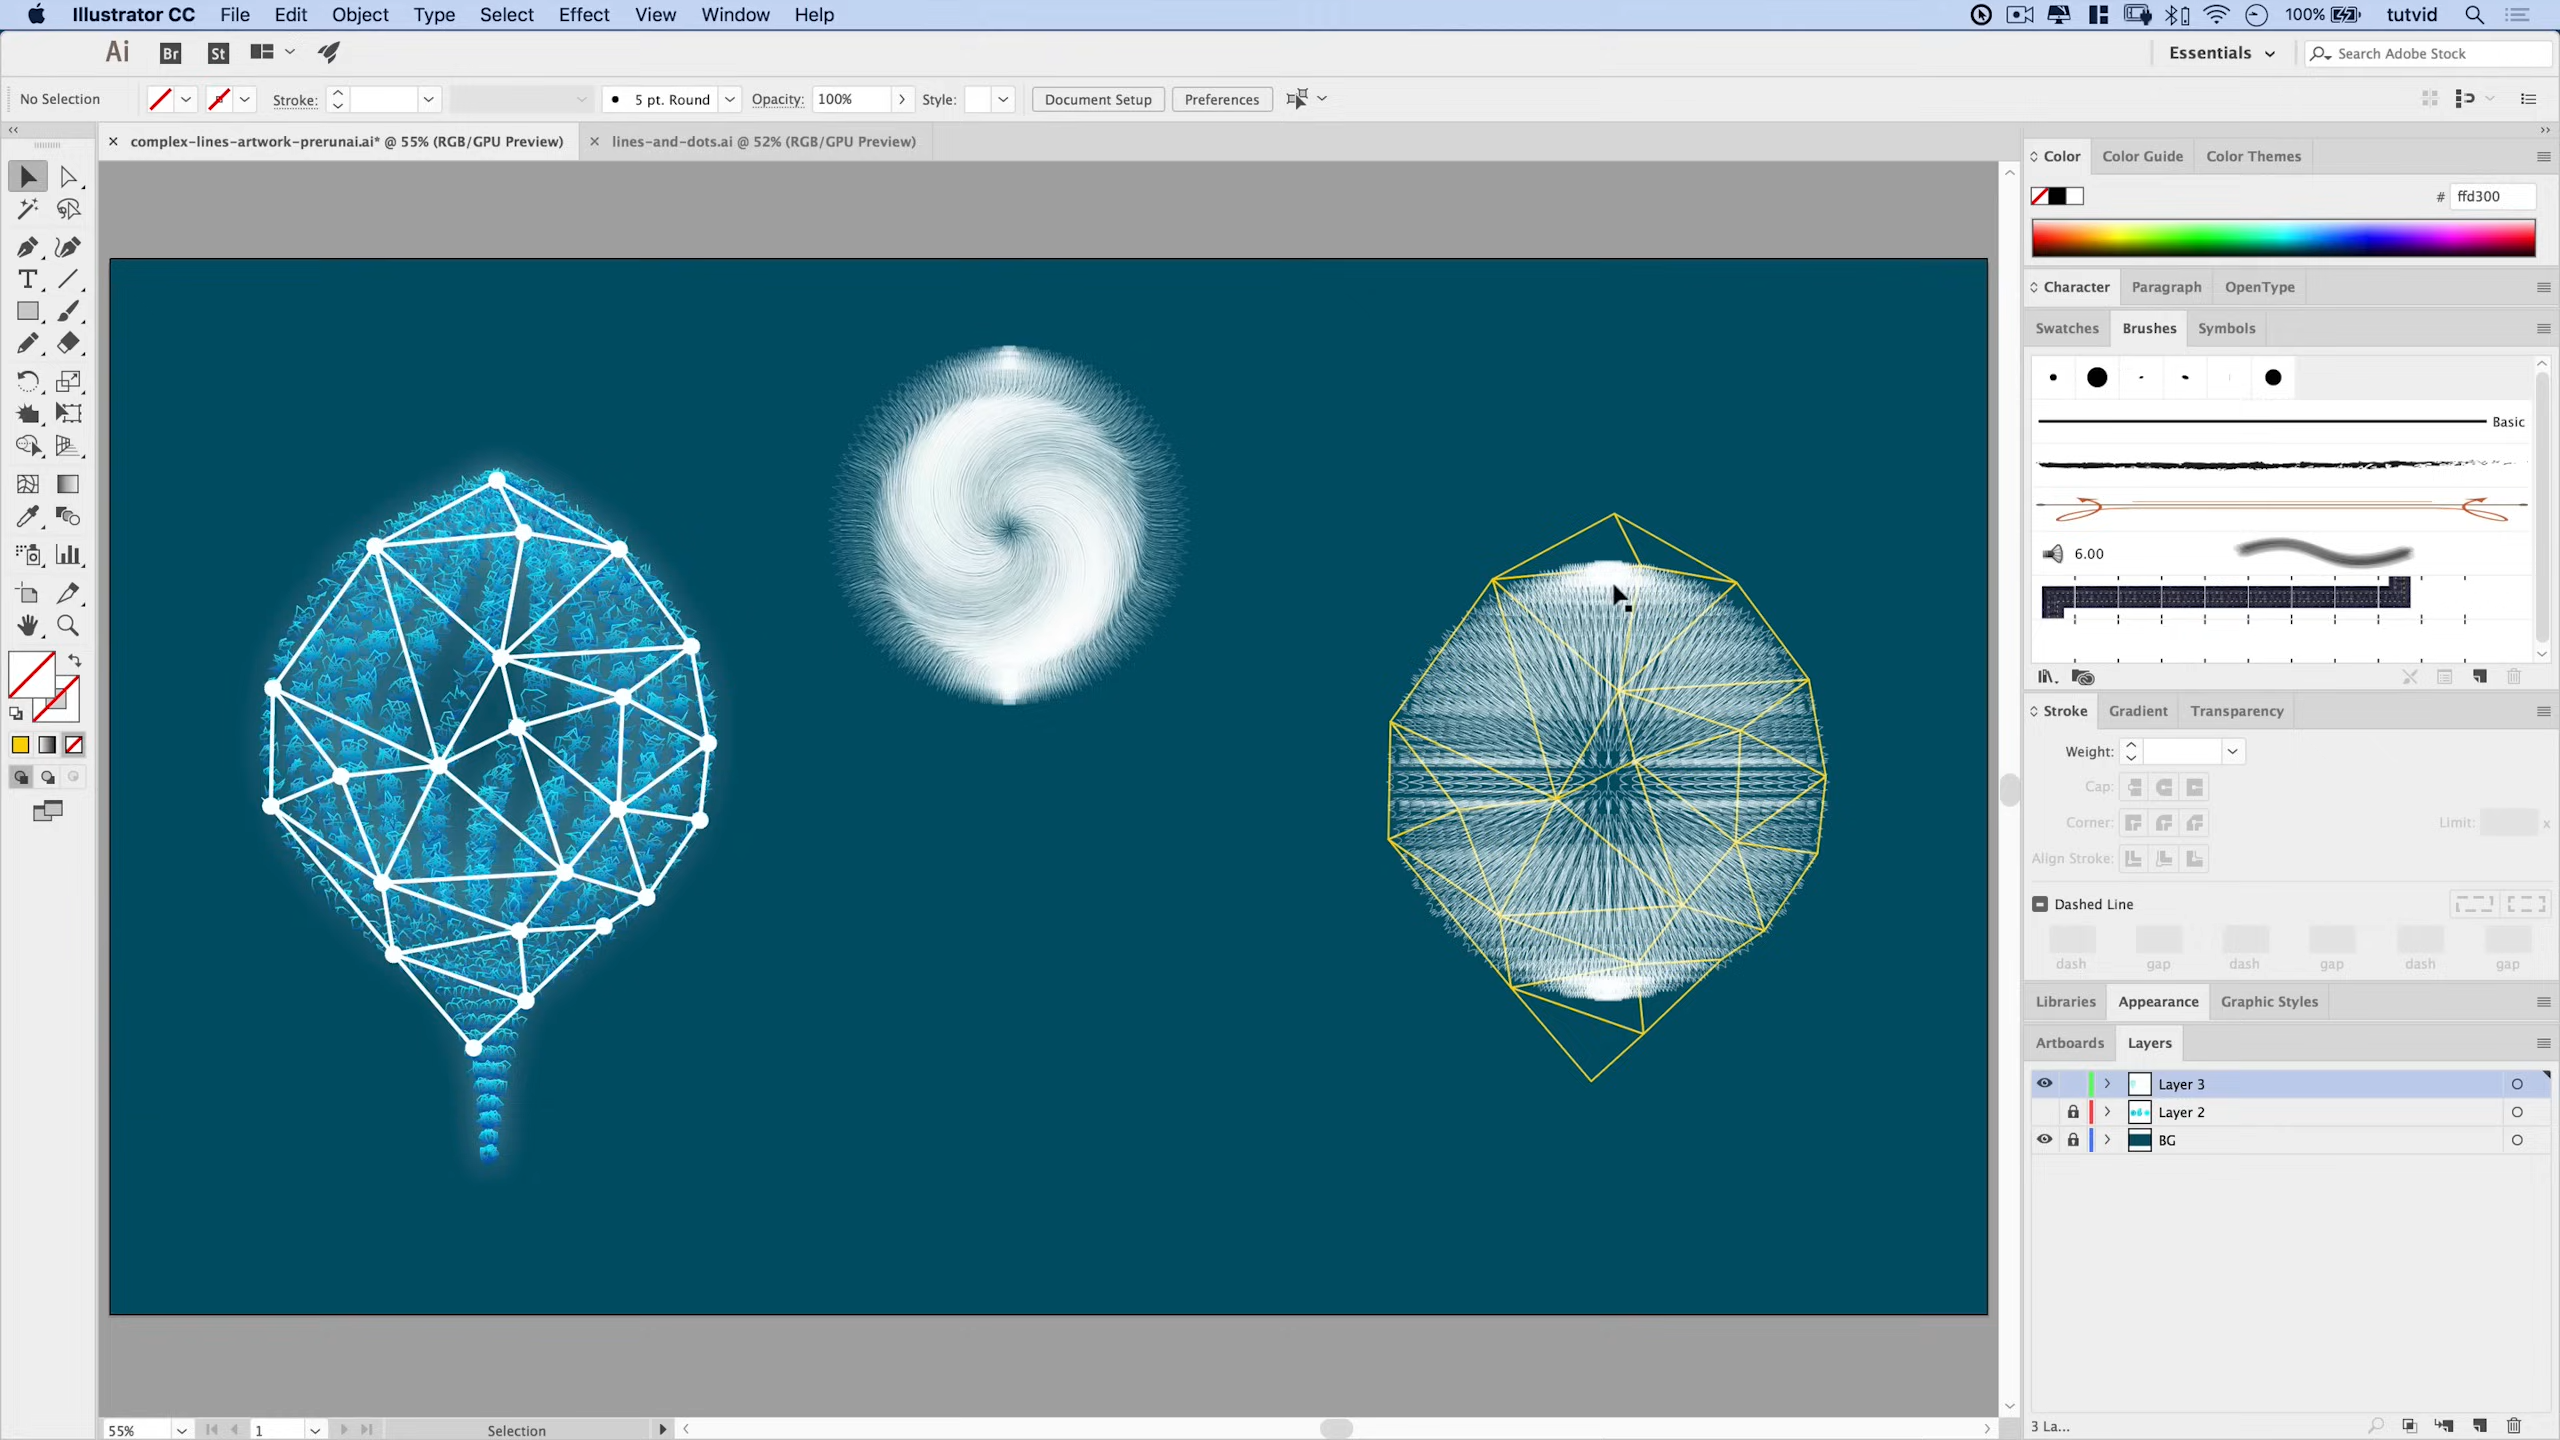 Illustrator CC File Edit Object Type Select Effect View Window Help 100% tutvid
Ai Br St Essentials Search Adobe Stock
No Selection Stroke: 5 pt. Round Opacity: 100% Style: Document Setup Preferences
complex-lines-artwork-prerunai.ai* @ 55% (RGB/GPU Preview) lines-and-dots.ai @ 52% (RGB/GPU Preview)
Color Color Guide Color Themes
# ffd300
Character Paragraph OpenType
Swatches Brushes Symbols
Basic
6.00
Stroke Gradient Transparency
Weight:
Cap:
Corner: Limit: x
Align Stroke:
Dashed Line
dash gap dash gap dash gap
Libraries Appearance Graphic Styles
Artboards Layers
Layer 3
Layer 2
BG
3 La...
55% 1 Selection